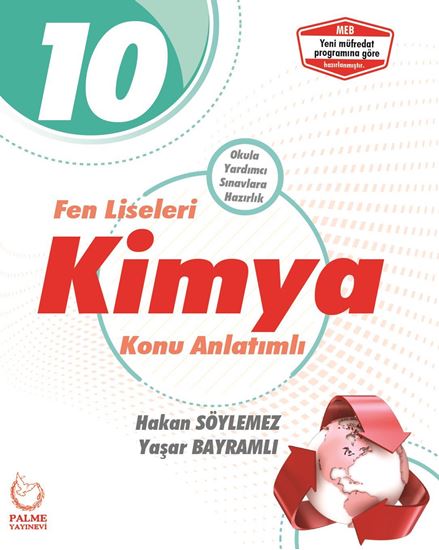 10
MEB
Yeni müfredat
programına göre
hazırlanmıştır.
Okula
Yardımcı
Sınavlara
Hazırlık
Fen Liseleri
Kimya
Konu Anlatımlı
Hakan SÖYLEMEZ
Yaşar BAYRAMLI
PALME
YAYINEVİ